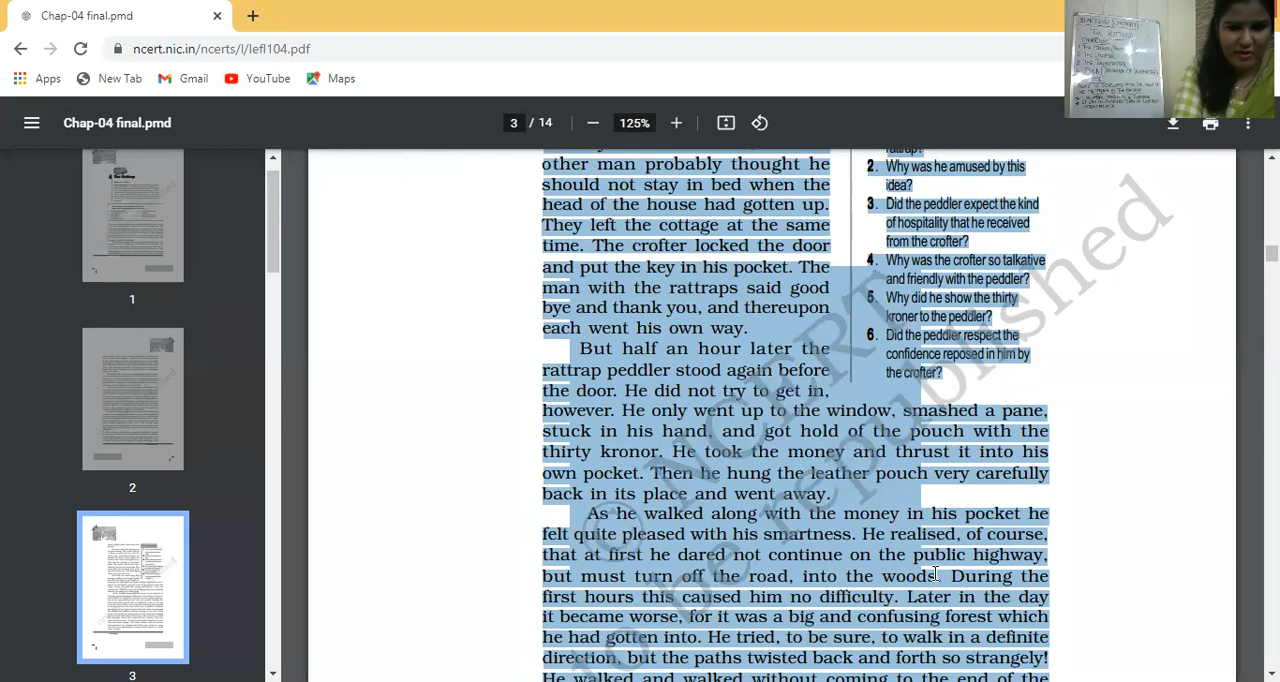 Chap-04 final.pmd
ncert.nic.in/ncerts/l/lefl104.pdf
Apps
New Tab
Gmail
YouTube
Maps
Chap-04 final.pmd
3 / 14
125%
1
2
3
other man probably thought he
should not stay in bed when the
head of the house had gotten up.
They left the cottage at the same
time. The crofter locked the door
and put the key in his pocket. The
man with the rattraps said good
bye and thank you, and thereupon
each went his own way.
But half an hour later the
rattrap peddler stood again before
the door. He did not try to get in,
however. He only went up to the window, smashed a pane,
stuck in his hand, and got hold of the pouch with the
thirty kronor. He took the money and thrust it into his
own pocket. Then he hung the leather pouch very carefully
back in its place and went away.
As he walked along with the money in his pocket he
felt quite pleased with his smartness. He realised, of course,
that at first he dared not continue on the public highway,
but must turn off the road, into the woods. During the
first hours this caused him no difficulty. Later in the day
it became worse, for it was a big and confusing forest which
he had gotten into. He tried, to be sure, to walk in a definite
direction, but the paths twisted back and forth so strangely!
He walked and walked without coming to the end of the
rattrap?
2. Why was he amused by this
idea?
3. Did the peddler expect the kind
of hospitality that he received
from the crofter?
4. Why was the crofter so talkative
and friendly with the peddler?
5. Why did he show the thirty
kroner to the peddler?
6. Did the peddler respect the
confidence reposed in him by
the crofter?
© NCERT
be republished
THE RATTRAP